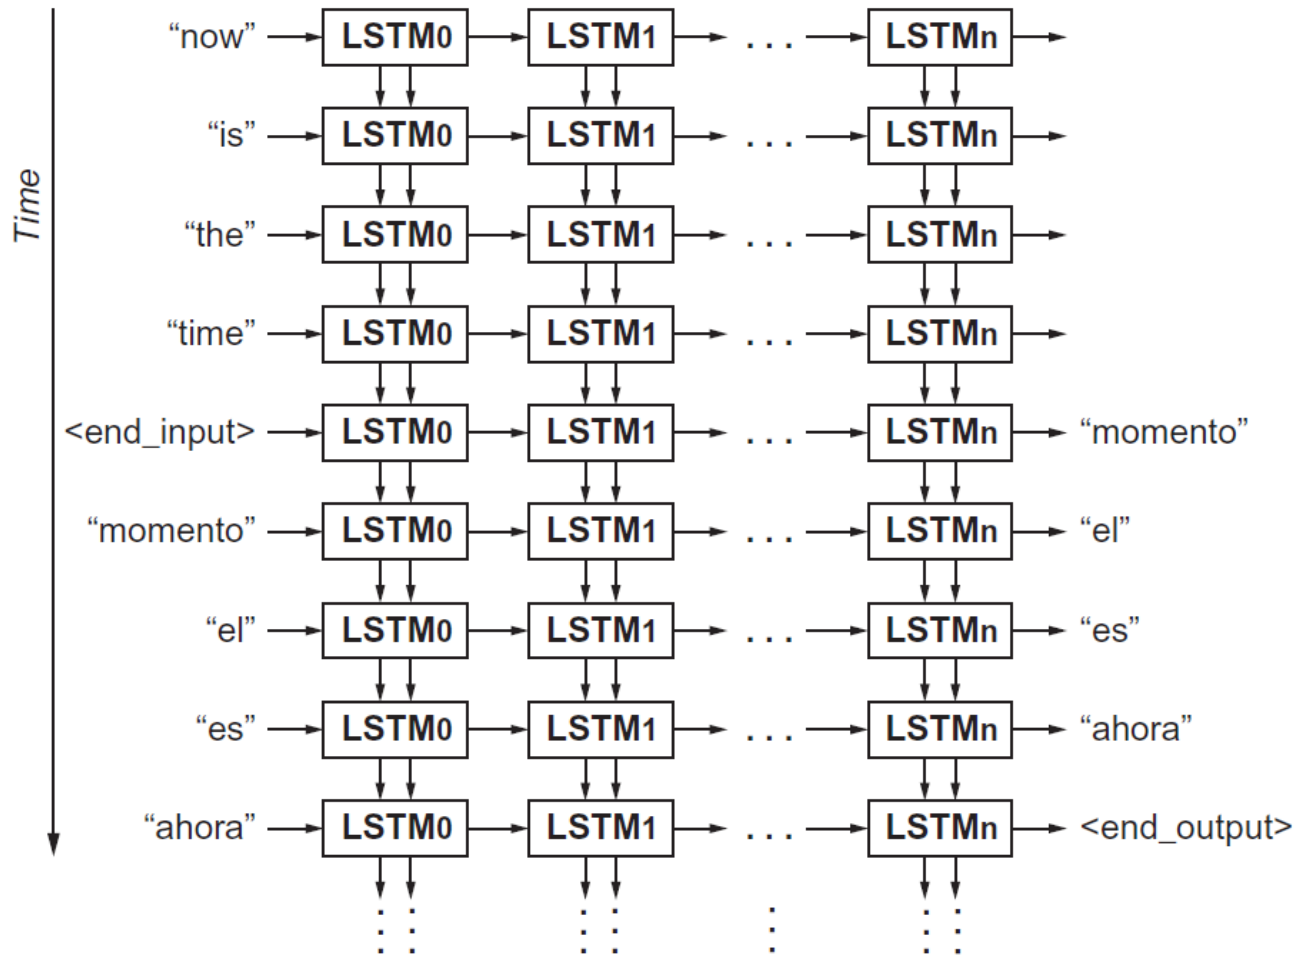 “now” LSTM0 LSTM1 . . . LSTMn
“is” LSTM0 LSTM1 . . . LSTMn
Time
“the” LSTM0 LSTM1 . . . LSTMn
“time” LSTM0 LSTM1 . . . LSTMn
<end_input> LSTM0 LSTM1 . . . LSTMn “momento”
“momento” LSTM0 LSTM1 . . . LSTMn “el”
“el” LSTM0 LSTM1 . . . LSTMn “es”
“es” LSTM0 LSTM1 . . . LSTMn “ahora”
“ahora” LSTM0 LSTM1 . . . LSTMn <end_output>